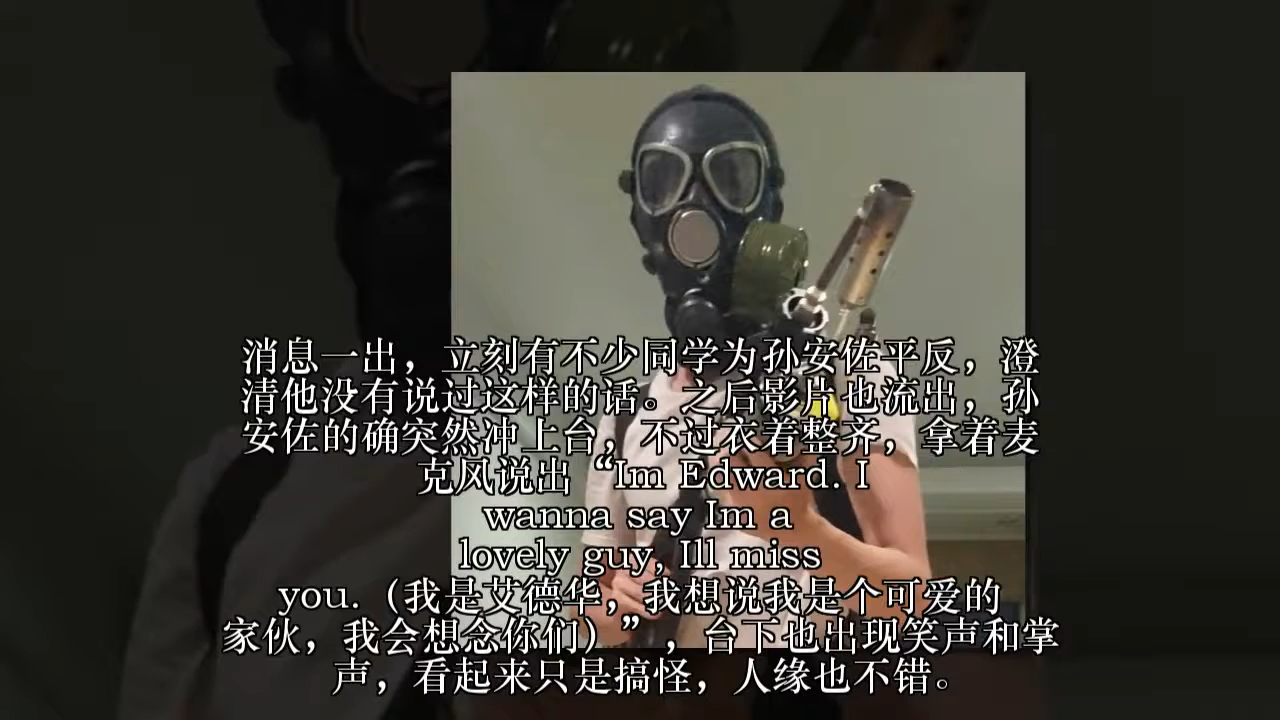 消息一出，立刻有不少同学为孙安佐平反，澄
清他没有说过这样的话。之后影片也流出，孙
安佐的确突然冲上台，不过衣着整齐，拿着麦
克风说出“Im Edward. I
wanna say Im a
lovely guy, Ill miss
you.（我是艾德华，我想说我是个可爱的
家伙，我会想念你们）”，台下也出现笑声和掌
声，看起来只是搞怪，人缘也不错。